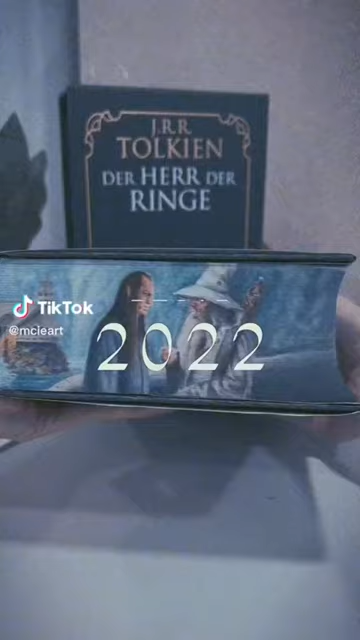 J.R.R
TOLKIEN
DER HERR DER
RINGE
TikTok
@mcleart
2022